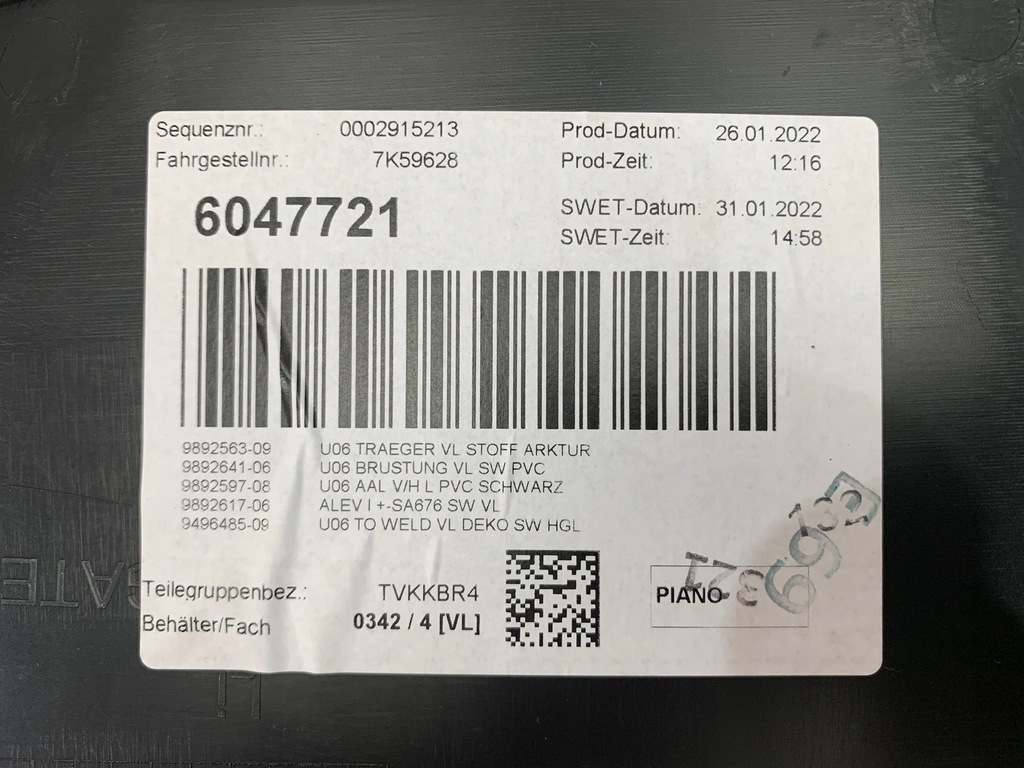 Sequenznr.: 0002915213 Prod-Datum: 26.01.2022
Fahrgestellnr.: 7K59628 Prod-Zeit: 12:16
6047721 SWET-Datum: 31.01.2022
SWET-Zeit: 14:58
9892563-09 U06 TRAEGER VL STOFF ARKTUR
9892641-06 U06 BRUSTUNG VL SW PVC
9892597-08 U06 AAL V/H L PVC SCHWARZ
9892617-06 ALEV I +-SA676 SW VL
9496485-09 U06 TO WELD VL DEKO SW HGL
Teilegruppenbez.: TVKKBR4
Behälter/Fach 0342 / 4 [VL]
PIANO
321
132